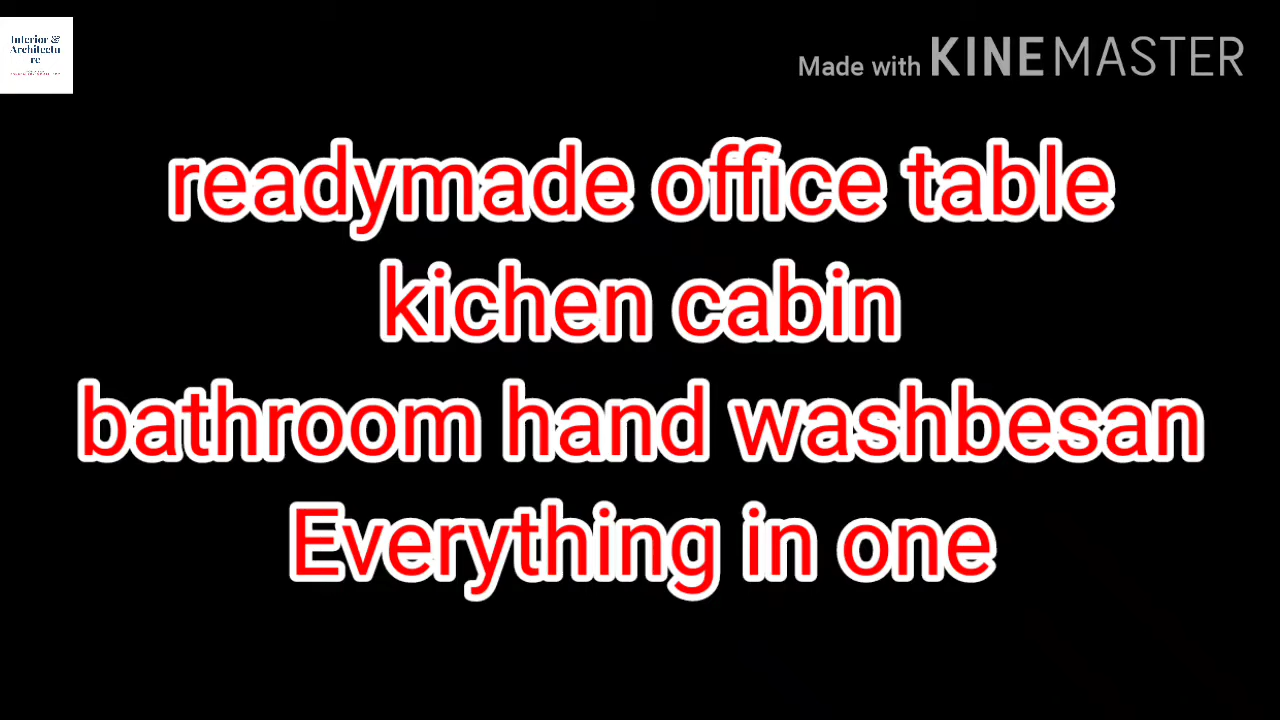 Interior &
Architectu
re
Made with KINEMASTER
readymade office table
kichen cabin
bathroom hand washbesan
Everything in one